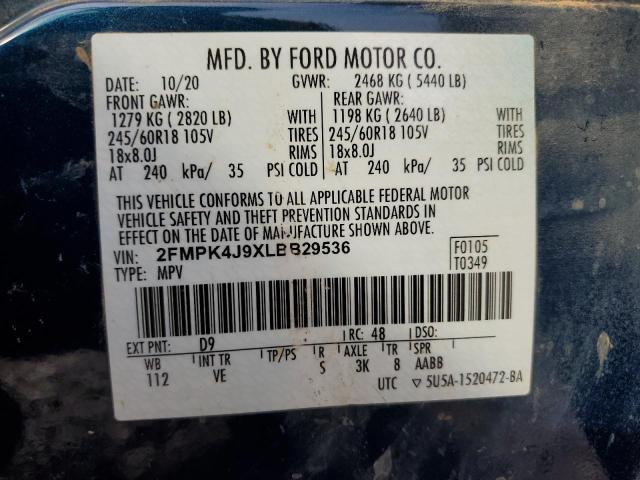 MFD. BY FORD MOTOR CO.
DATE: 10/20 GVWR: 2468 KG ( 5440 LB)
FRONT GAWR: REAR GAWR:
1279 KG ( 2820 LB) WITH 1198 KG ( 2640 LB) WITH
245/60R18 105V TIRES 245/60R18 105V TIRES
18x8.0J RIMS 18x8.0J RIMS
AT 240 kPa/ 35 PSI COLD AT 240 kPa/ 35 PSI COLD
THIS VEHICLE CONFORMS TO ALL APPLICABLE FEDERAL MOTOR
VEHICLE SAFETY AND THEFT PREVENTION STANDARDS IN
EFFECT ON THE DATE OF MANUFACTURE SHOWN ABOVE.
VIN: 2FMPK4J9XLBB29536 F0105
TYPE: MPV T0349
EXT PNT: D9 RC: 48 DSO:
WB INT TR TP/PS R AXLE TR SPR
112 VE S 3K 8 AABB
UTC ▽ 5U5A-1520472-BA